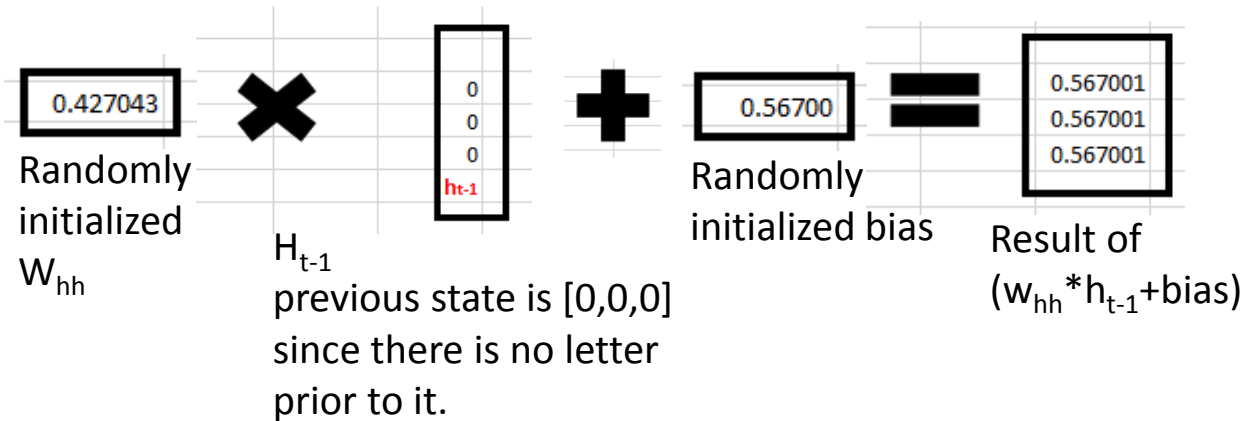 0.427043
Randomly
initialized
Whh
0
0
0
ht-1
Ht-1
previous state is [0,0,0]
since there is no letter
prior to it.
0.56700
Randomly
initialized bias
0.567001
0.567001
0.567001
Result of
(whh*ht-1+bias)